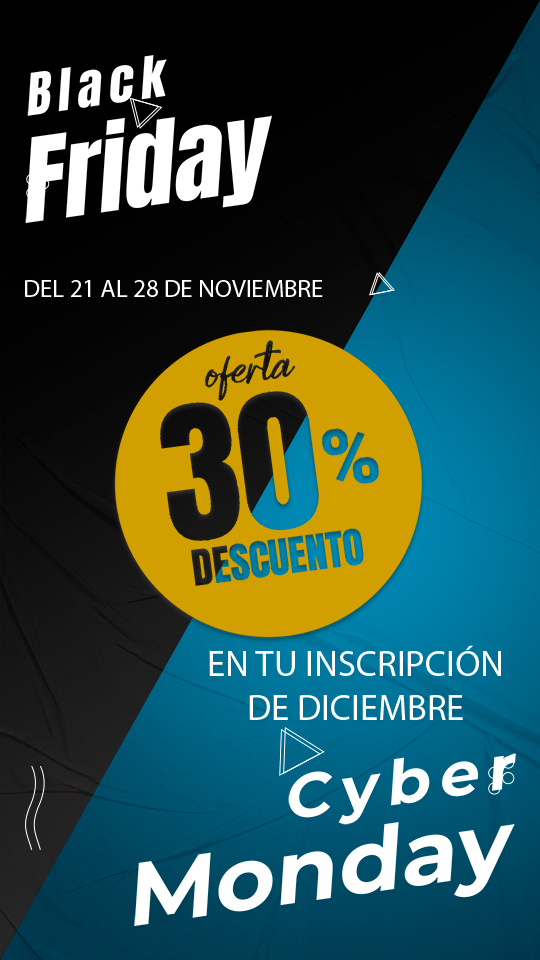 Black
Friday
DEL 21 AL 28 DE NOVIEMBRE
oferta
30%
DESCUENTO
EN TU INSCRIPCIÓN
DE DICIEMBRE
Cyber
Monday